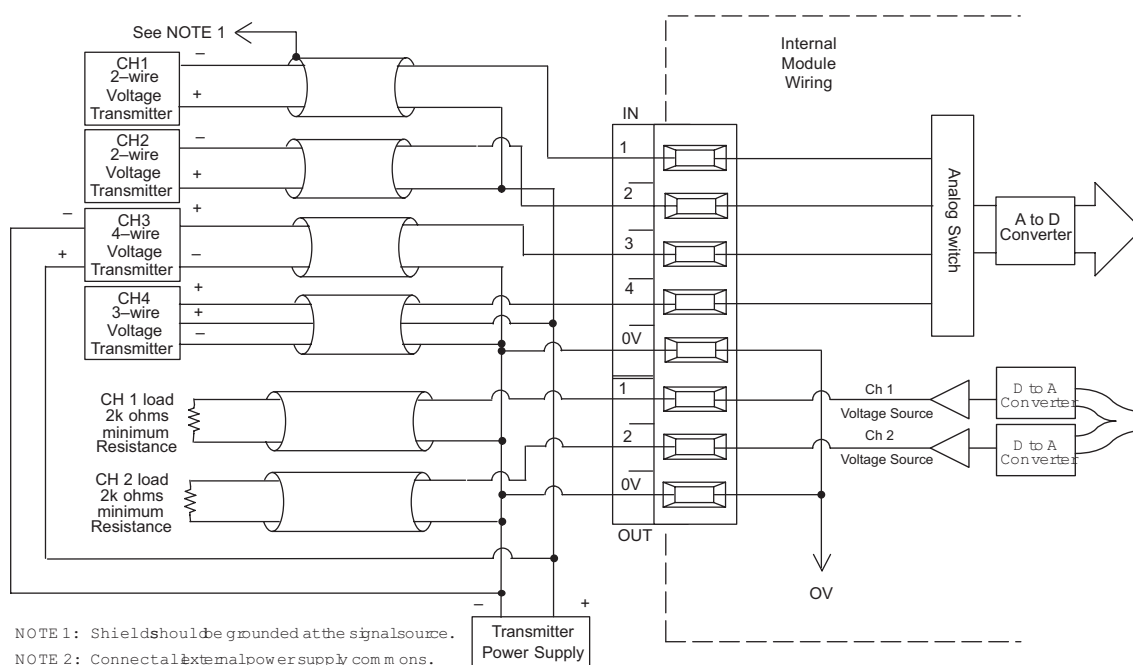 See NOTE 1
Internal
Module
Wiring
CH1
2–wire
Voltage
Transmitter
–
+
CH2
2–wire
Voltage
Transmitter
–
+
CH3
4–wire
Voltage
Transmitter
–
+
+
–
CH4
3–wire
Voltage
Transmitter
+
+
–
CH 1 load
2k ohms
minimum
Resistance
CH 2 load
2k ohms
minimum
Resistance
IN
1
2
3
4
0V
1
2
0V
OUT
Analog Switch
A to D
Converter
Ch 1
Voltage Source
D to A
Converter
Ch 2
Voltage Source
D to A
Converter
OV
–
+
Transmitter
Power Supply
NOTE 1: Shield should be grounded at the signal source.
NOTE 2: Connect all external power supply commons.